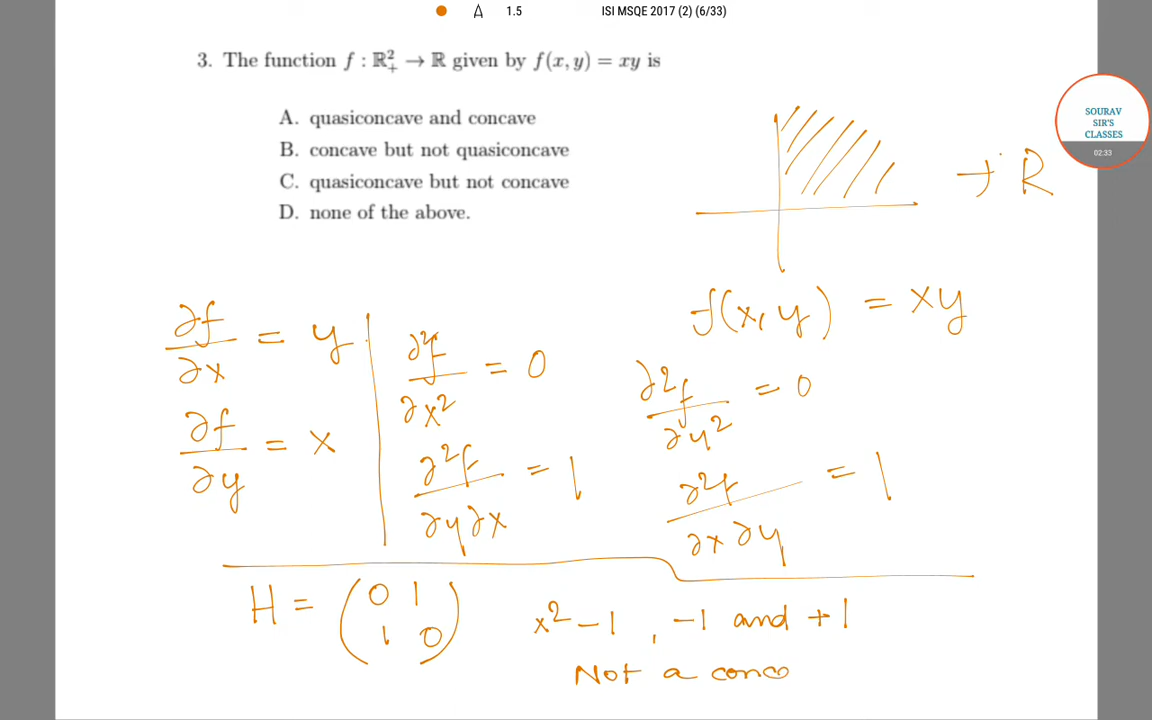 A 1.5 ISI MSQE 2017 (2) (6/33)
3. The function f : ℝ²₊ → ℝ given by f(x, y) = xy is
A. quasiconcave and concave
B. concave but not quasiconcave
C. quasiconcave but not concave
D. none of the above.
SOURAV
SIR'S
CLASSES
02:33
→ R
f(x, y) = xy
∂f/∂x = y
∂f/∂y = x
∂²f/∂x² = 0
∂²f/∂y∂x = 1
∂²f/∂y² = 0
∂²f/∂x∂y = 1
H = (0 1
1 0)
x² - 1 , -1 and +1
Not a conc